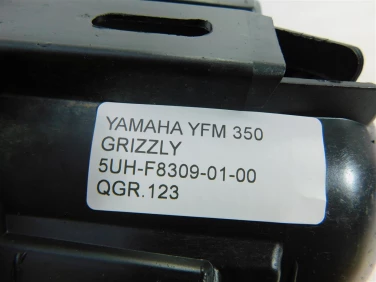 YAMAHA YFM 350
GRIZZLY
5UH-F8309-01-00
QGR.123